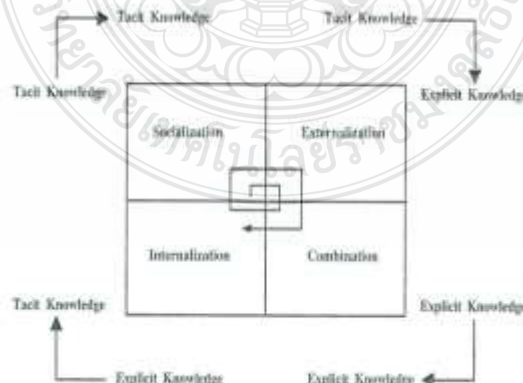 Tacit Knowledge Tacit Knowledge
Tacit Knowledge Explicit Knowledge
Socialization Externalization
Internalization Combination
Tacit Knowledge Explicit Knowledge
Explicit Knowledge Explicit Knowledge